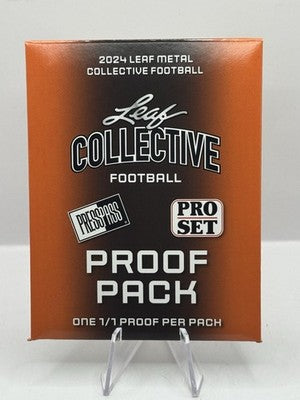 2024 LEAF METAL
COLLECTIVE FOOTBALL
Leaf
COLLECTIVE
FOOTBALL
PRESS PASS
PRO
SET
PROOF
PACK
ONE 1/1 PROOF PER PACK